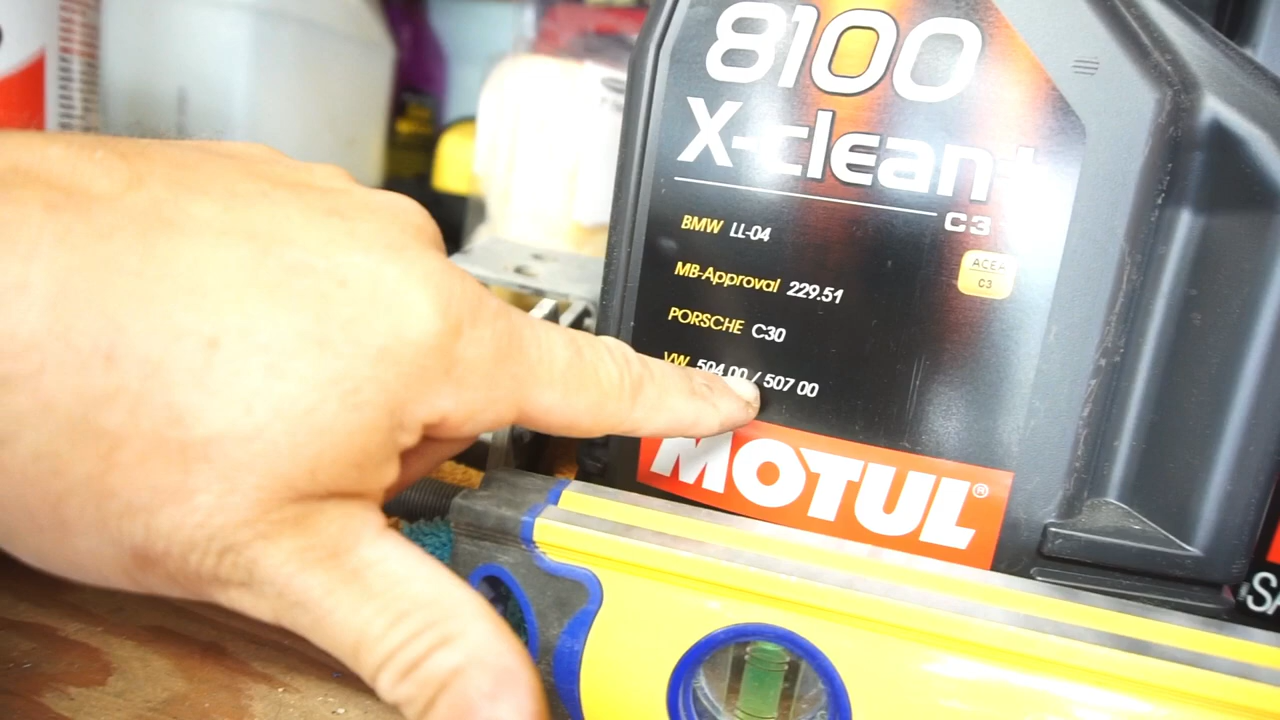 8100
X-clean+
C3
BMW LL-04
ACEA
C3
MB-Approval 229.51
PORSCHE C30
VW 504 00 / 507 00
MOTUL®